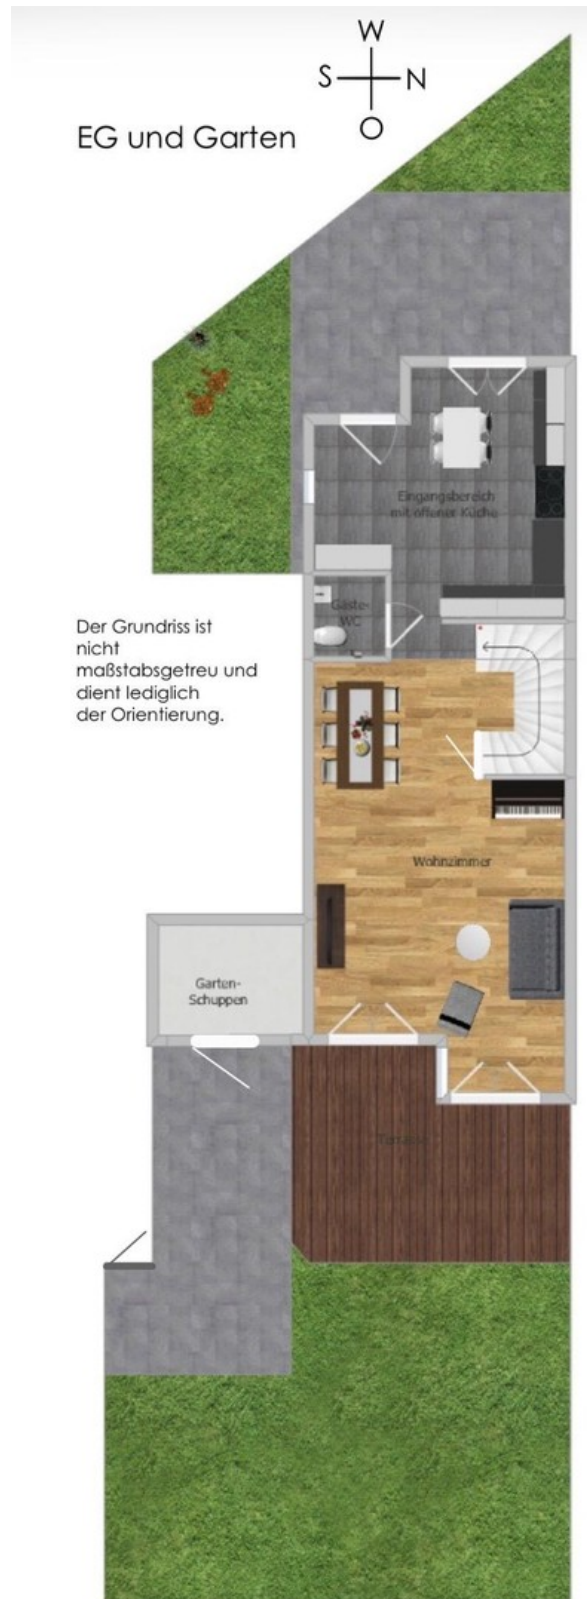 W
S
N
O
EG und Garten
Eingangsbereich
mit offener Küche
Gäste-
WC
Der Grundriss ist
nicht
maßstabsgetreu und
dient lediglich
der Orientierung.
Wohnzimmer
Garten-
Schuppen
Terrasse